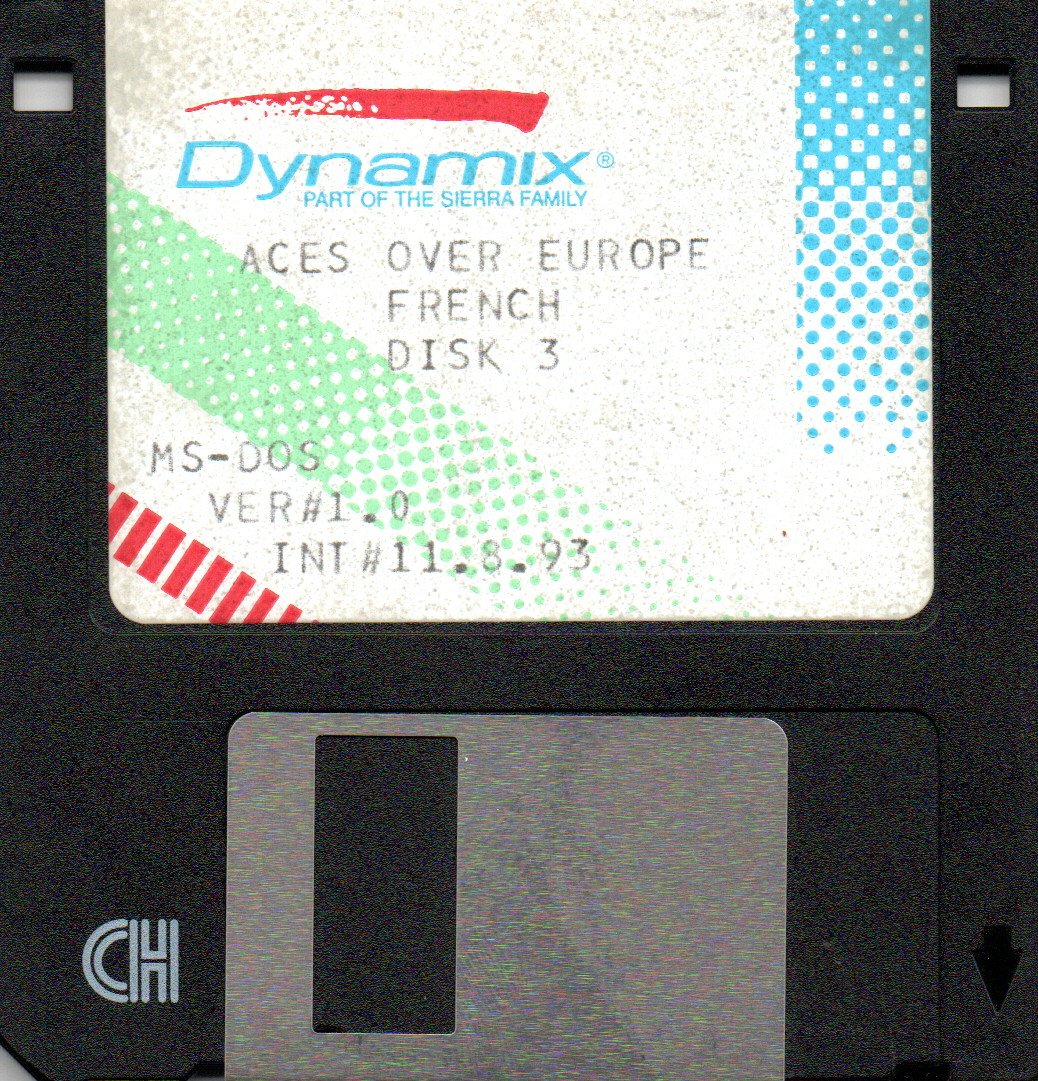 Dynamix®
PART OF THE SIERRA FAMILY
ACES OVER EUROPE
FRENCH
DISK 3
MS-DOS
VER#1.0
INT#11.8.93
CH